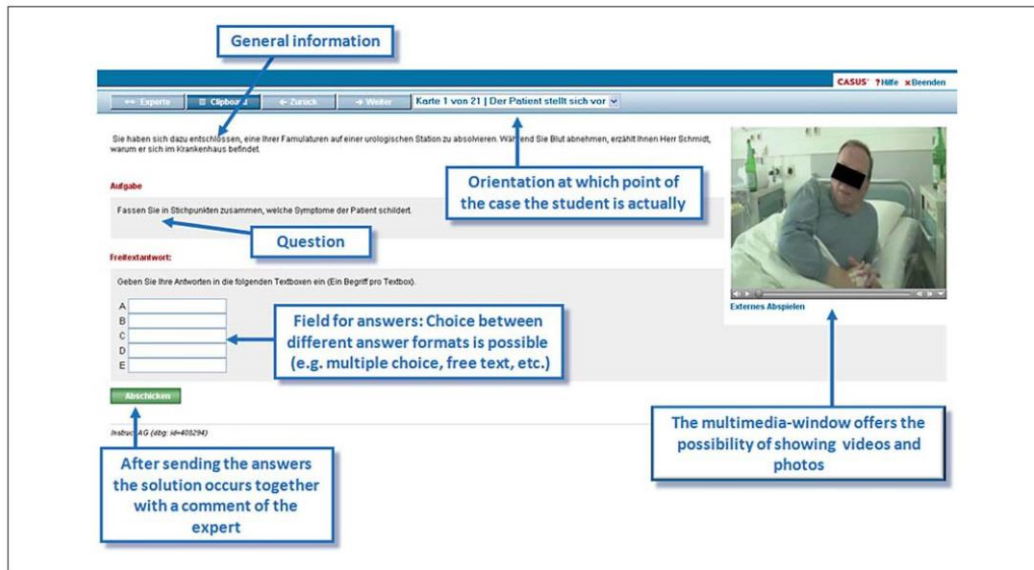 General information
CASUS® ?Hilfe ×Beenden
↔ Experte ≡ Clipboard ← Zurück → Weiter Karte 1 von 21 | Der Patient stellt sich vor
Sie haben sich dazu entschlossen, eine Ihrer Famulaturen auf einer urologischen Station zu absolvieren. Während Sie Blut abnehmen, erzählt Ihnen Herr Schmidt,
warum er sich im Krankenhaus befindet.
Orientation at which point of
the case the student is actually
Aufgabe
Fassen Sie in Stichpunkten zusammen, welche Symptome der Patient schildert.
Question
Freitextantwort:
Geben Sie Ihre Antworten in die folgenden Textboxen ein (Ein Begriff pro Textbox).
A
B
C
D
E
Field for answers: Choice between
different answer formats is possible
(e.g. multiple choice, free text, etc.)
Externes Abspielen
Abschicken
Instruct AG (dbg: id=408294)
The multimedia-window offers the
possibility of showing videos and
photos
After sending the answers
the solution occurs together
with a comment of the
expert